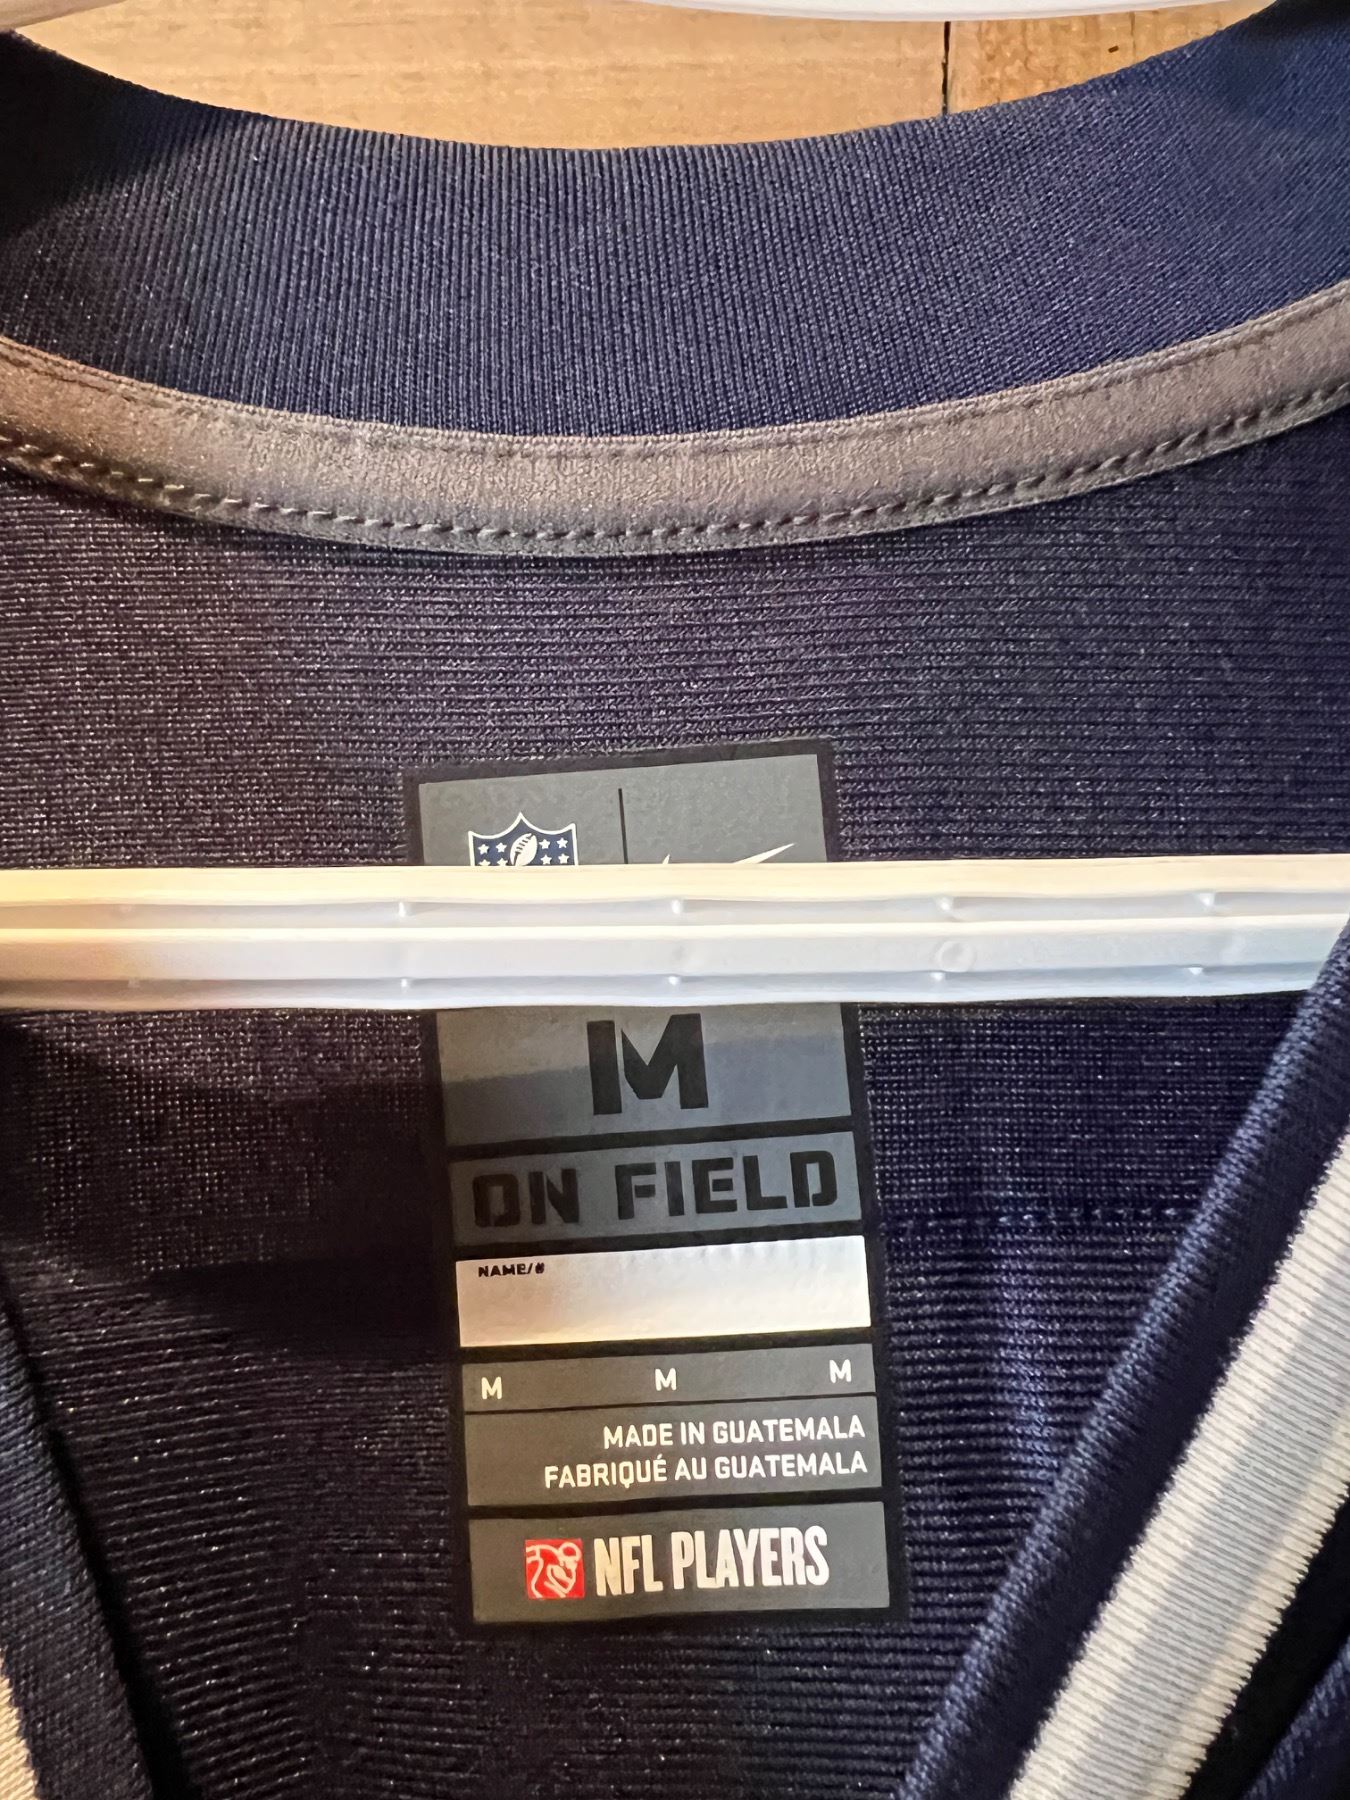 M
ON FIELD
NAME/#
M M M
MADE IN GUATEMALA
FABRIQUÉ AU GUATEMALA
NFL PLAYERS